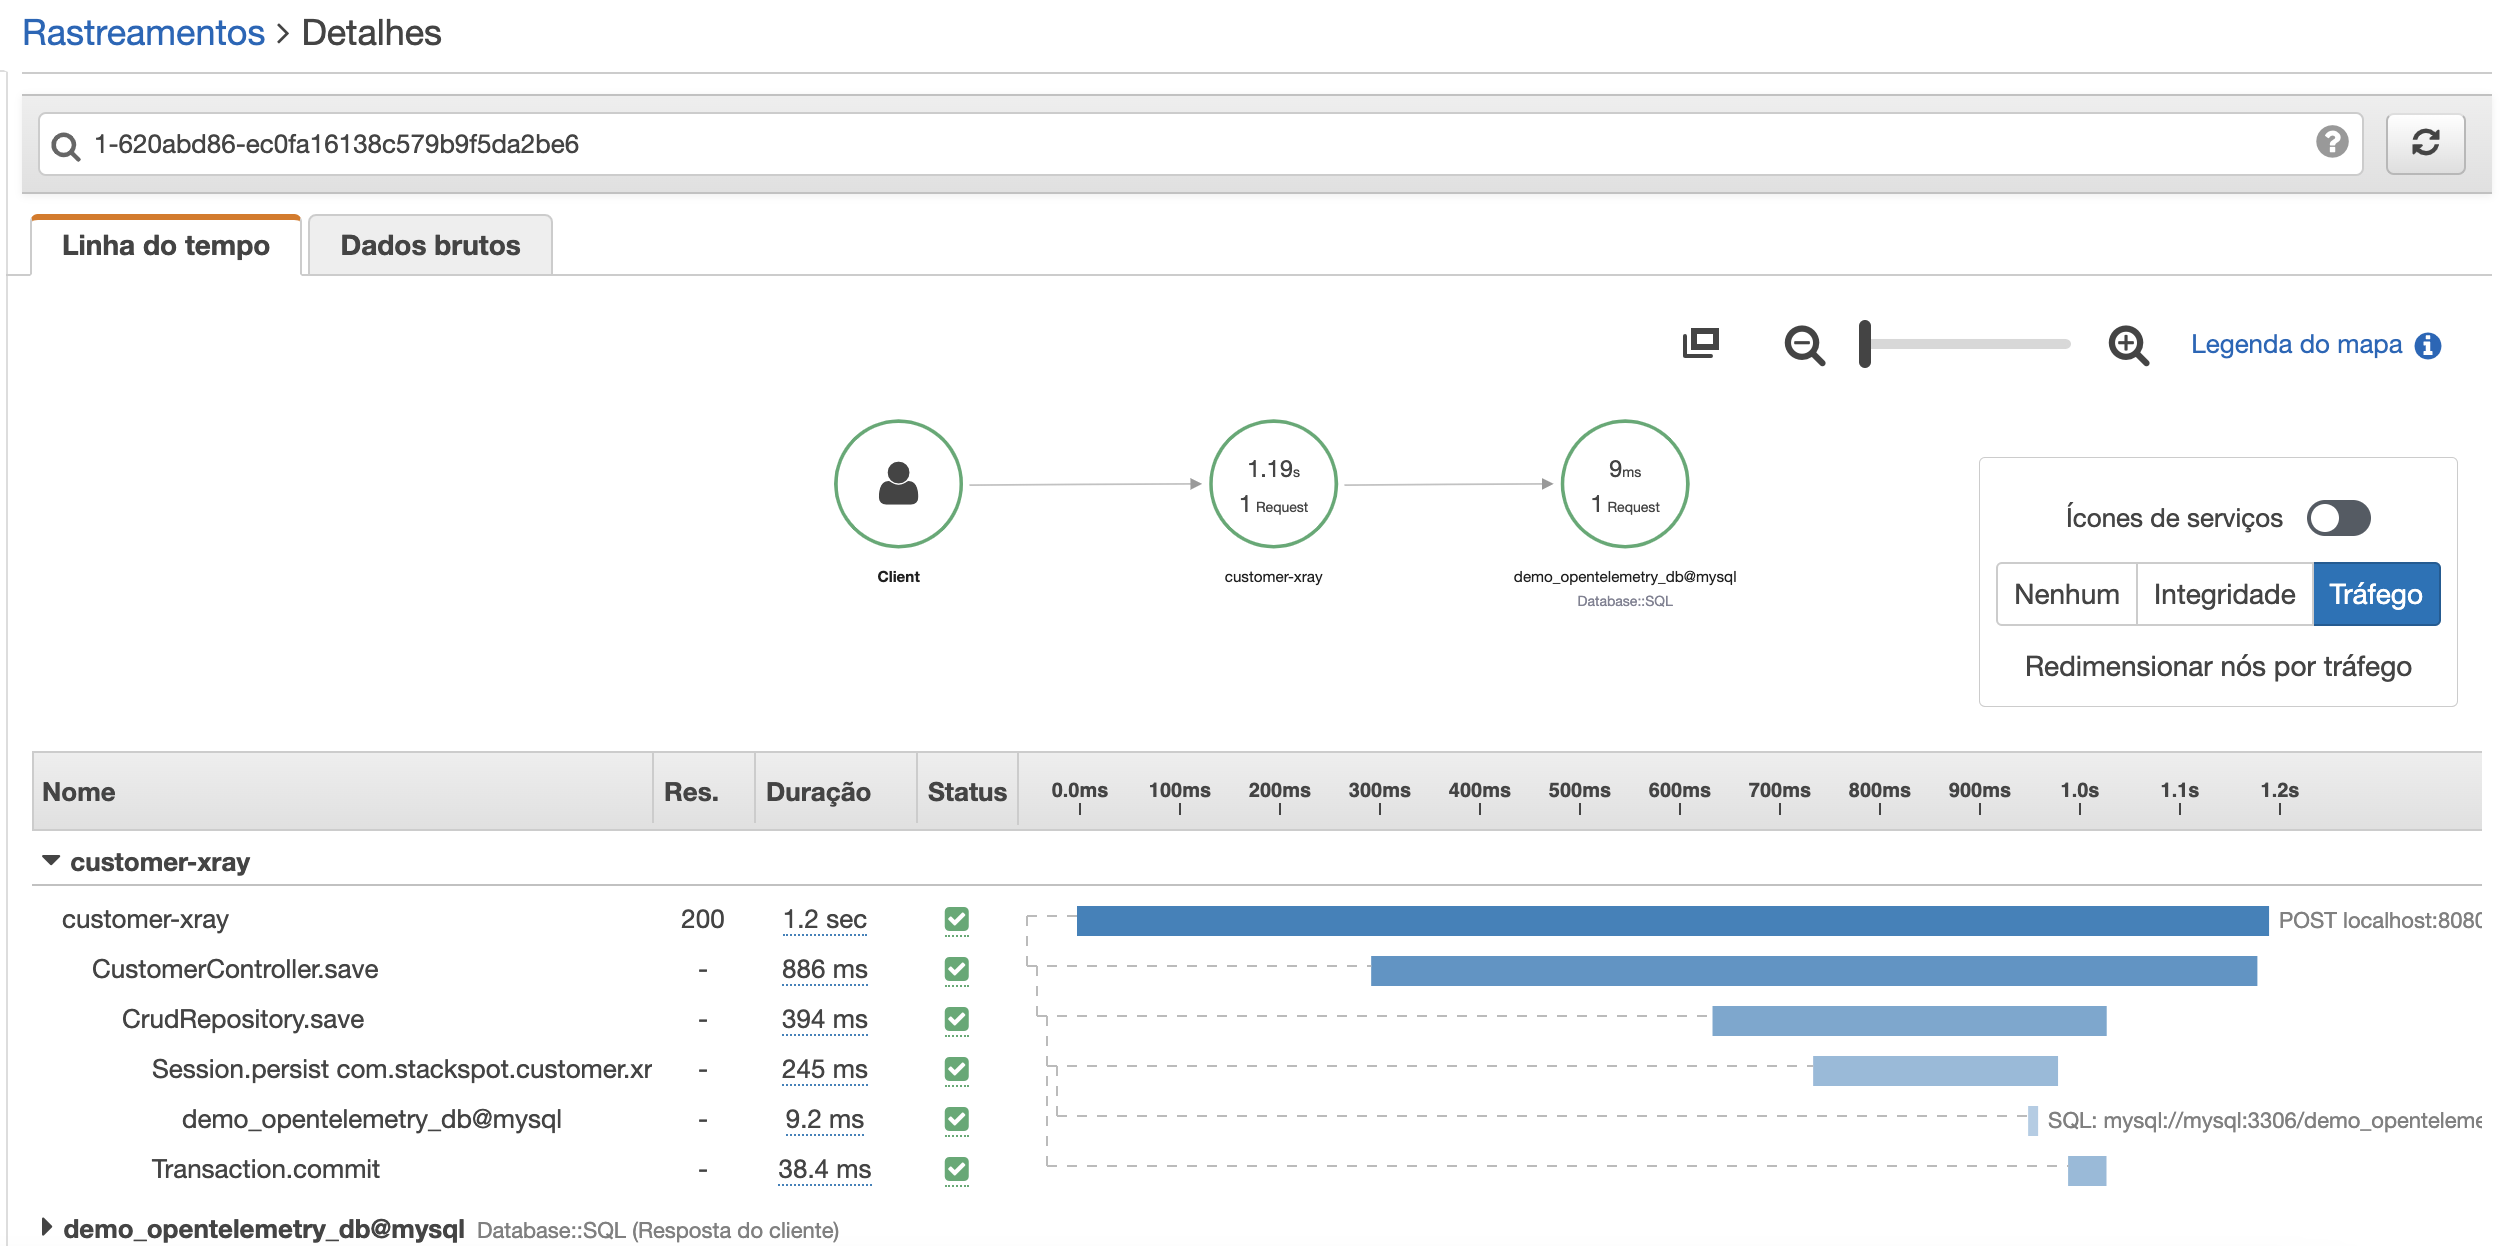 Rastreamentos > Detalhes
1-620abd86-ec0fa16138c579b9f5da2be6
Linha do tempo
Dados brutos
Legenda do mapa
1.19s
1 Request
9ms
1 Request
Client
customer-xray
demo_opentelemetry_db@mysql
Database::SQL
Ícones de serviços
Nenhum Integridade Tráfego
Redimensionar nós por tráfego
Nome Res. Duração Status 0.0ms 100ms 200ms 300ms 400ms 500ms 600ms 700ms 800ms 900ms 1.0s 1.1s 1.2s
customer-xray
customer-xray 200 1.2 sec POST localhost:8080
CustomerController.save - 886 ms
CrudRepository.save - 394 ms
Session.persist com.stackspot.customer.xr - 245 ms
demo_opentelemetry_db@mysql - 9.2 ms SQL: mysql://mysql:3306/demo_openteleme
Transaction.commit - 38.4 ms
demo_opentelemetry_db@mysql Database::SQL (Resposta do cliente)